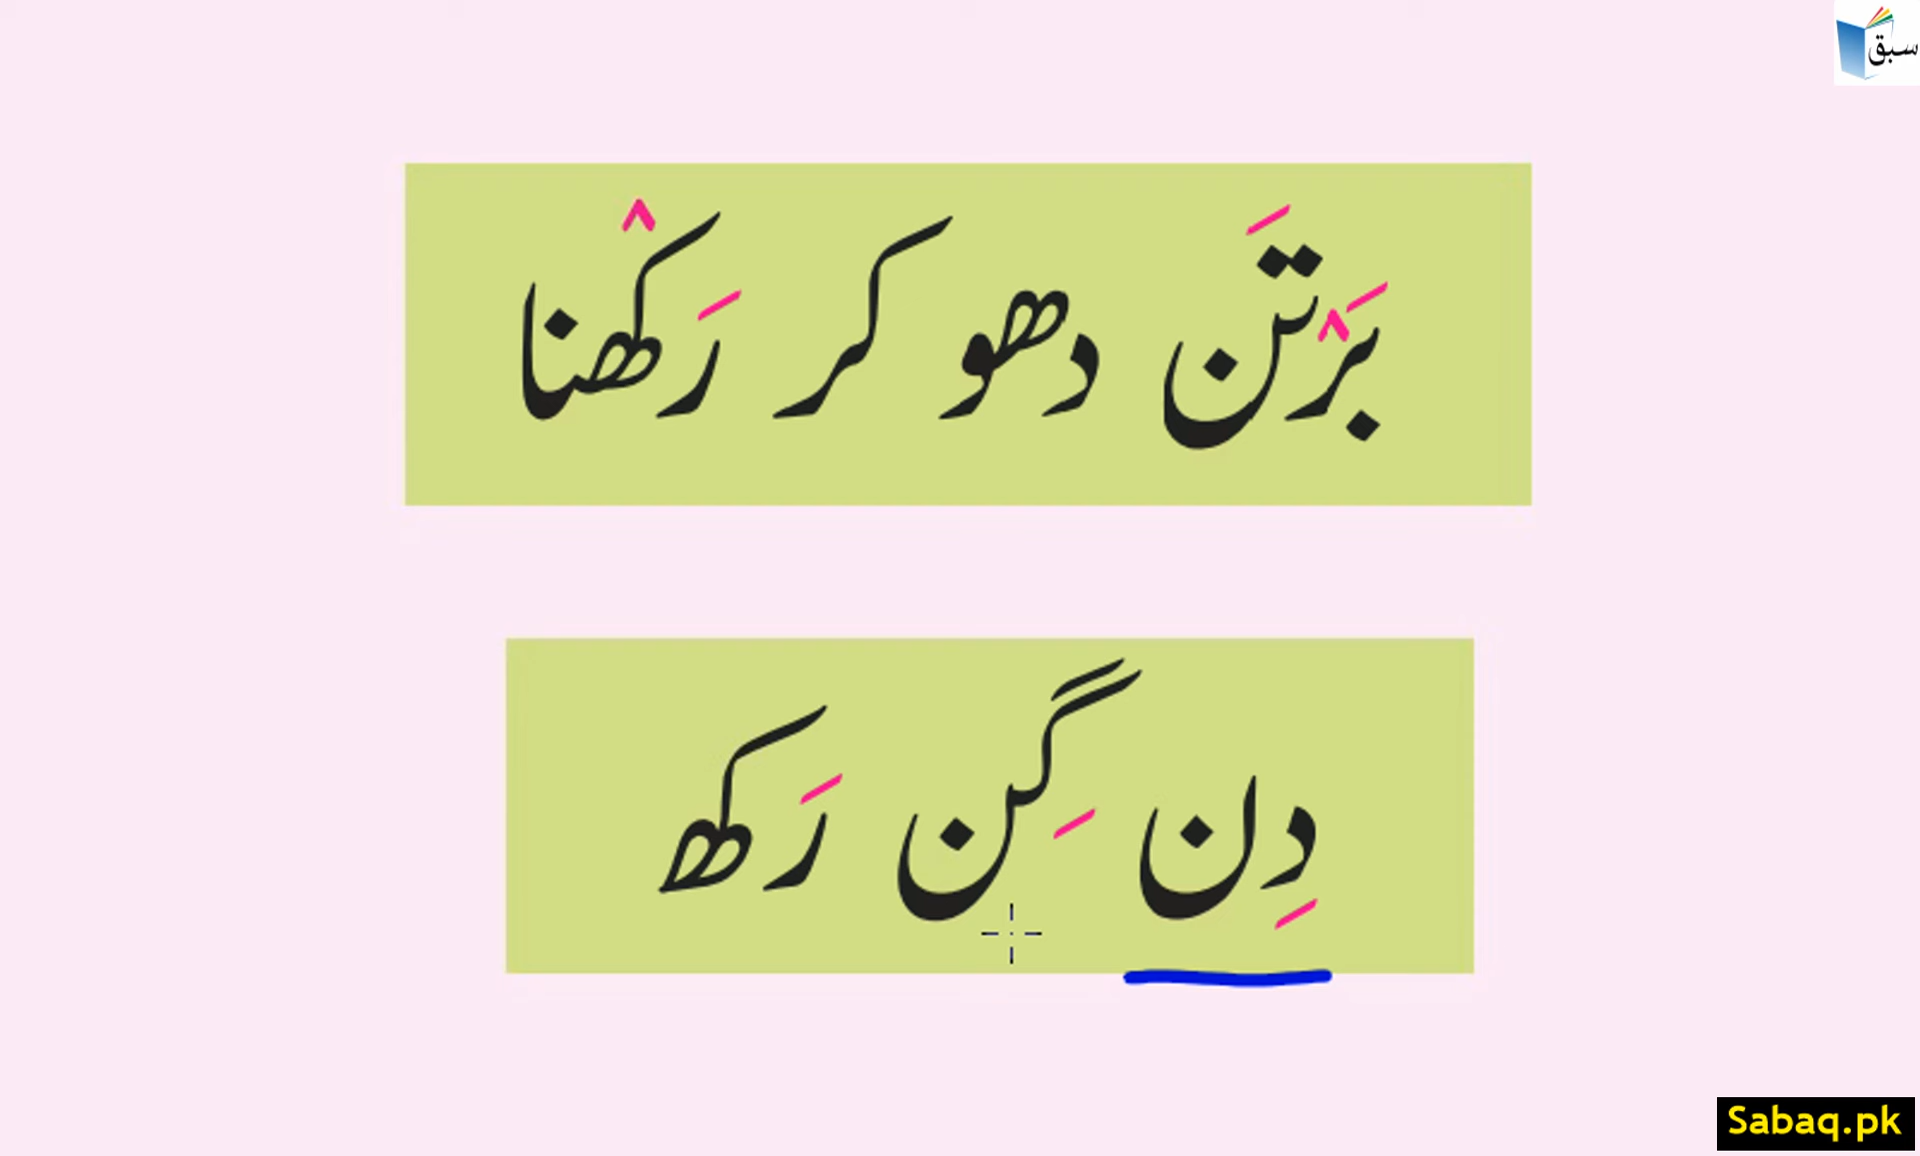 سبق
بَرْتَن دھو کر رَکْھنا
دِن گِن رَکھ
Sabaq.pk